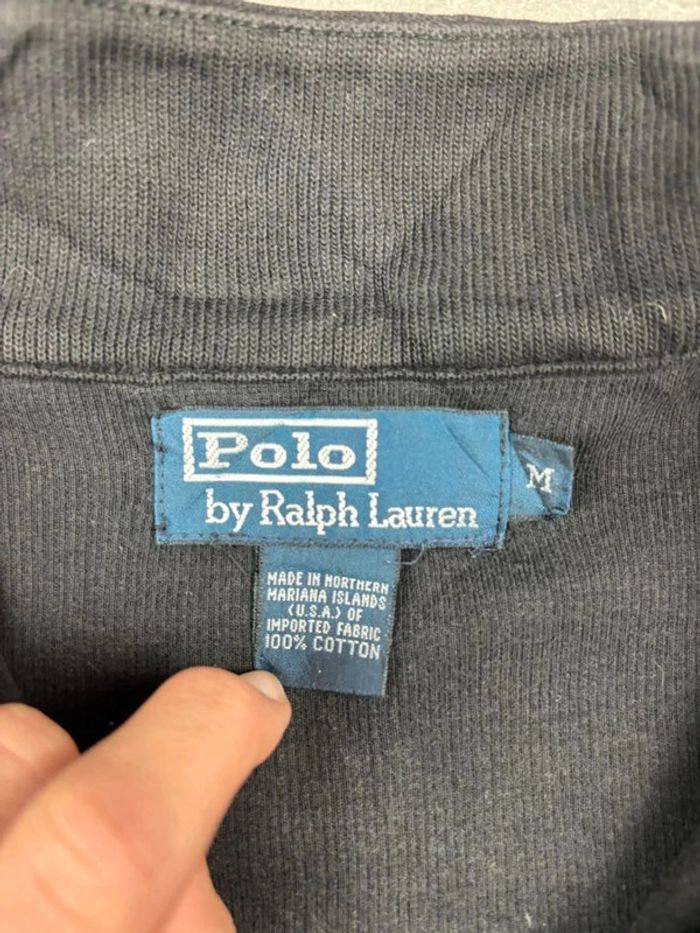 Polo
by Ralph Lauren
M
MADE IN NORTHERN
MARIANA ISLANDS
(U.S.A.) OF
IMPORTED FABRIC
100% COTTON